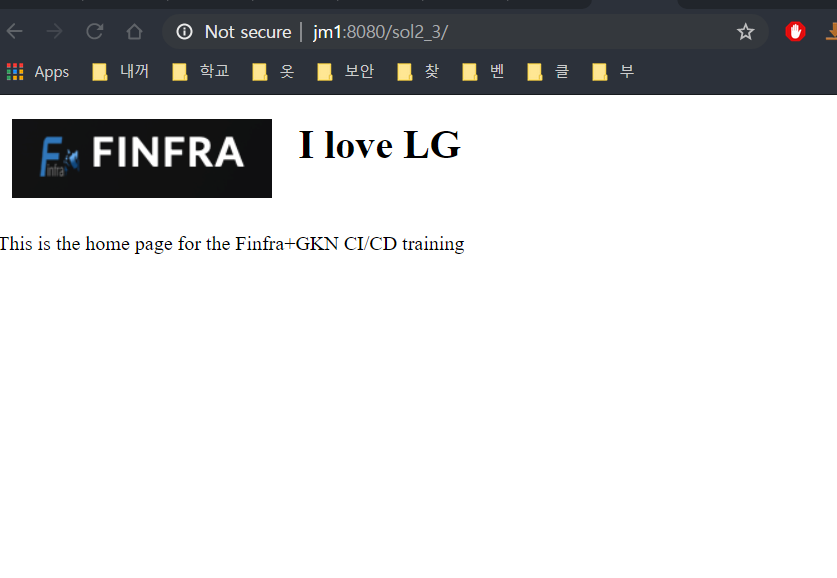 Not secure | jm1:8080/sol2_3/
Apps 내꺼 학교 옷 보안 찾 벤 클 부
Finfra FINFRA I love LG
This is the home page for the Finfra+GKN CI/CD training